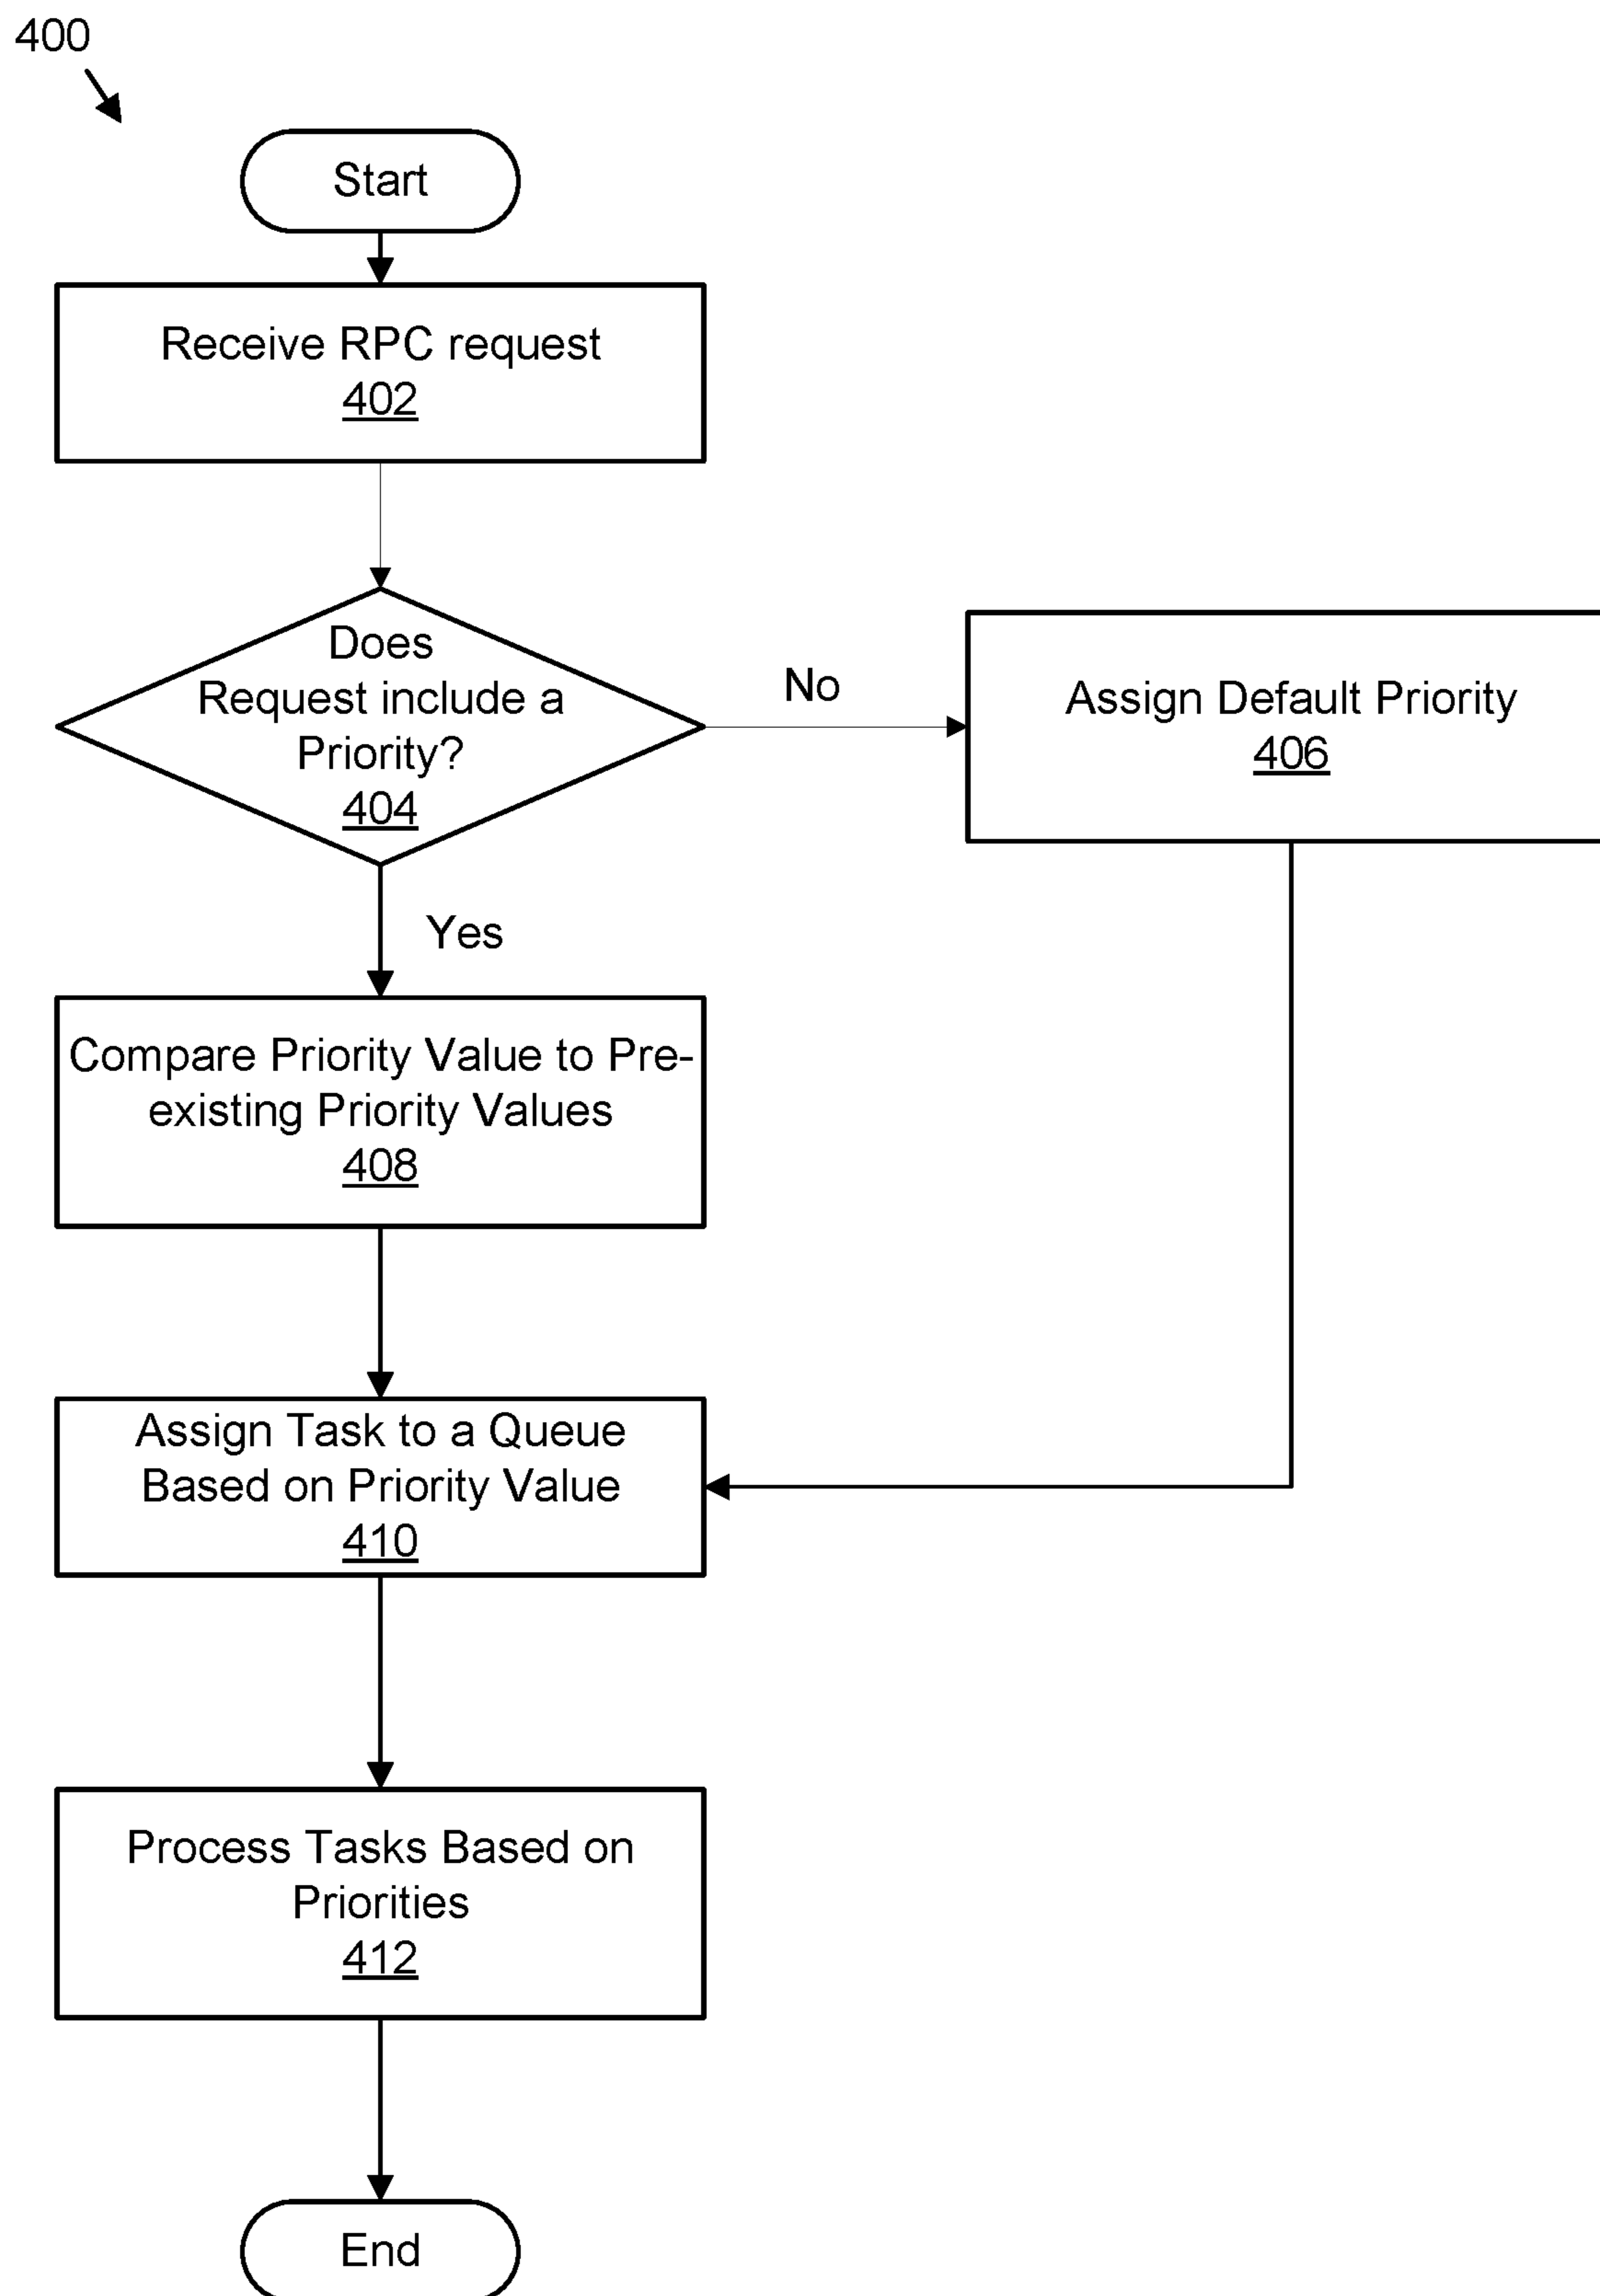 400
Start
Receive RPC request
402
Does
Request include a
Priority?
404
No
Assign Default Priority
406
Yes
Compare Priority Value to Pre-
existing Priority Values
408
Assign Task to a Queue
Based on Priority Value
410
Process Tasks Based on
Priorities
412
End